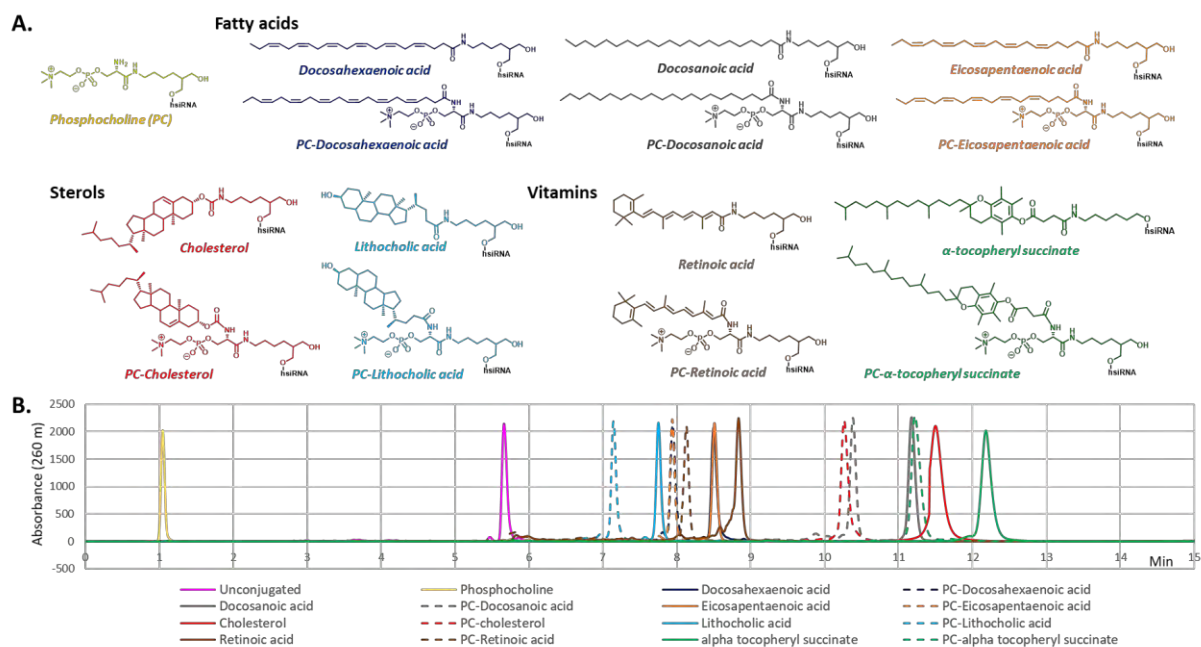 A.
Fatty acids
Docosahexaenoic acid
Docosanoic acid
Eicosapentaenoic acid
Phosphocholine (PC)
PC-Docosahexaenoic acid
PC-Docosanoic acid
PC-Eicosapentaenoic acid
Sterols
Vitamins
Cholesterol
Lithocholic acid
Retinoic acid
α-tocopheryl succinate
PC-Cholesterol
PC-Lithocholic acid
PC-Retinoic acid
PC-α-tocopheryl succinate
B.
Absorbance (260 m)
2500
2000
1500
1000
500
0
-500
0 1 2 3 4 5 6 7 8 9 10 11 12 13 14 15
Min
Unconjugated Phosphocholine Docosahexaenoic acid PC-Docosahexaenoic acid
Docosanoic acid PC-Docosanoic acid Eicosapentaenoic acid PC-Eicosapentaenoic acid
Cholesterol PC-cholesterol Lithocholic acid PC-Lithocholic acid
Retinoic acid PC-Retinoic acid alpha tocopheryl succinate PC-alpha tocopheryl succinate